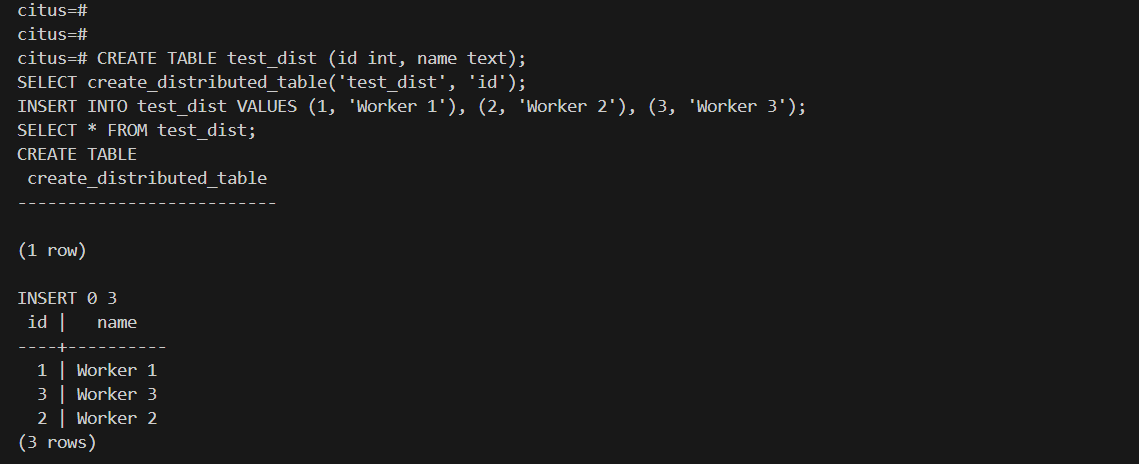 citus=#
citus=#
citus=# CREATE TABLE test_dist (id int, name text);
SELECT create_distributed_table('test_dist', 'id');
INSERT INTO test_dist VALUES (1, 'Worker 1'), (2, 'Worker 2'), (3, 'Worker 3');
SELECT * FROM test_dist;
CREATE TABLE
 create_distributed_table
--------------------------
(1 row)
INSERT 0 3
 id |   name
----+----------
  1 | Worker 1
  3 | Worker 3
  2 | Worker 2
(3 rows)